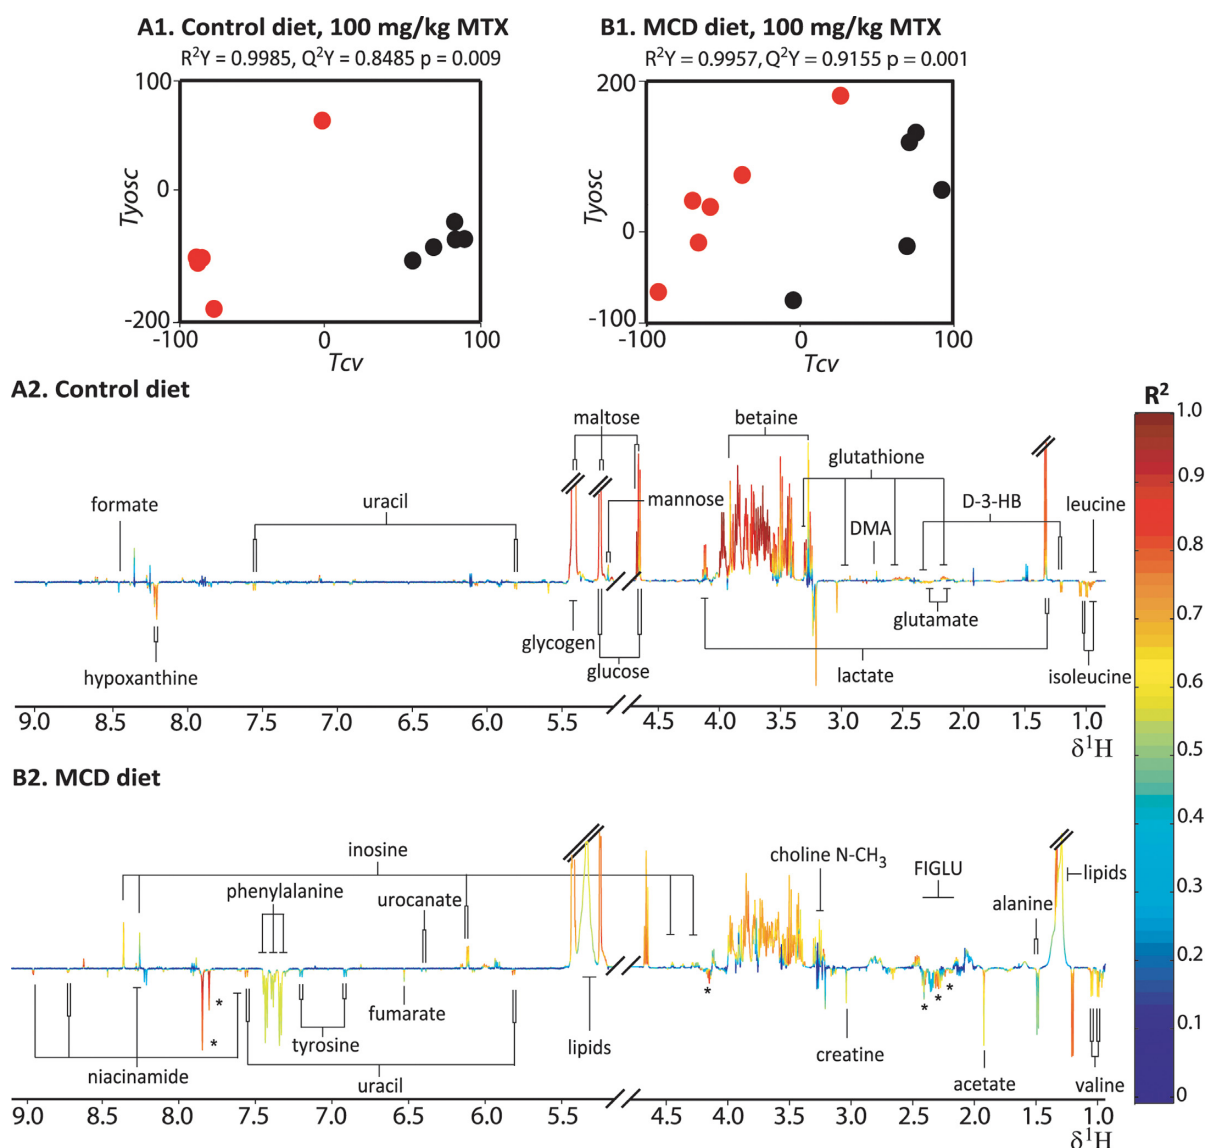 A1. Control diet, 100 mg/kg MTX
R²Y = 0.9985, Q²Y = 0.8485 p = 0.009
100
0
-200
Tyosc
-100
0
100
Tcv
B1. MCD diet, 100 mg/kg MTX
R²Y = 0.9957, Q²Y = 0.9155 p = 0.001
200
100
0
-100
Tyosc
-100
0
100
Tcv
A2. Control diet
maltose
betaine
glutathione
formate
uracil
mannose
DMA
D-3-HB
leucine
hypoxanthine
glycogen
glucose
glutamate
lactate
isoleucine
9.0 8.5 8.0 7.5 7.0 6.5 6.0 5.5 4.5 4.0 3.5 3.0 2.5 2.0 1.5 1.0
δ¹H
B2. MCD diet
inosine
phenylalanine
urocanate
choline N-CH₃
FIGLU
alanine
lipids
*
*
*
*
*
*
niacinamide
tyrosine
uracil
fumarate
lipids
creatine
acetate
valine
9.0 8.5 8.0 7.5 7.0 6.5 6.0 5.5 4.5 4.0 3.5 3.0 2.5 2.0 1.5 1.0
δ¹H
R²
1.0
0.9
0.8
0.7
0.6
0.5
0.4
0.3
0.2
0.1
0